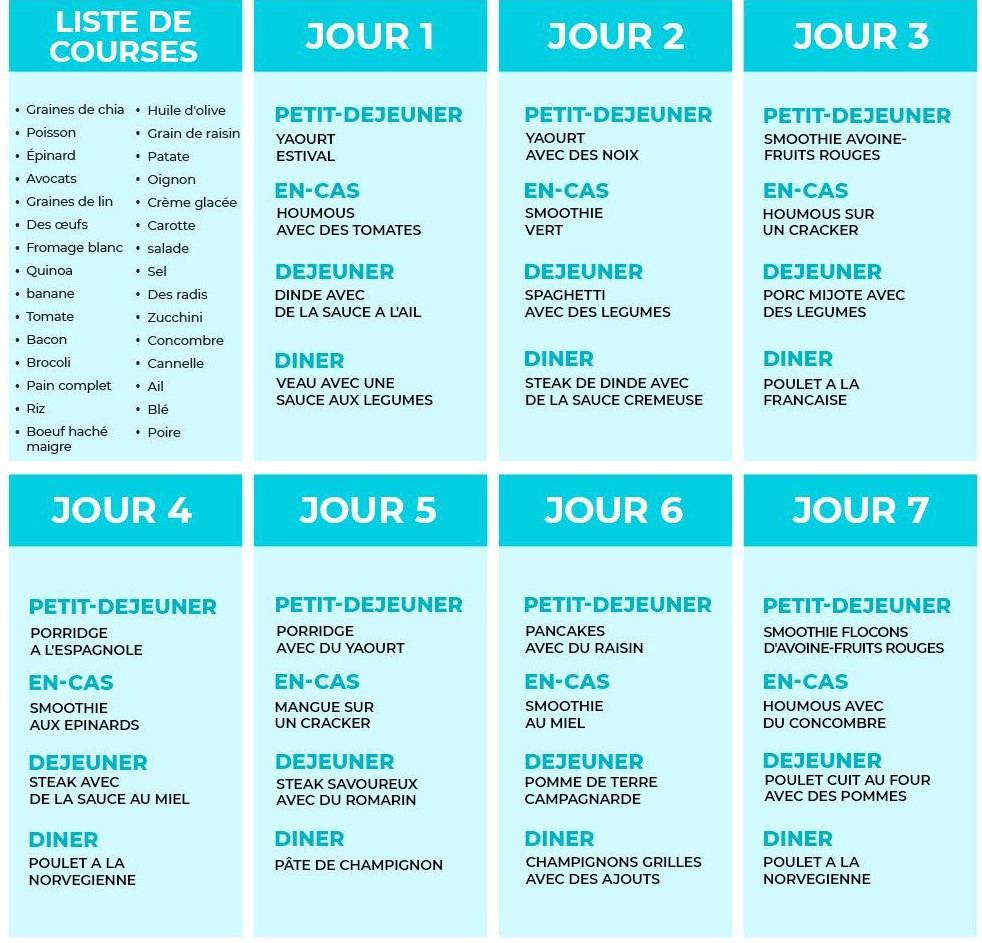 LISTE DE
COURSES
• Graines de chia
• Poisson
• Épinard
• Avocats
• Graines de lin
• Des œufs
• Fromage blanc
• Quinoa
• banane
• Tomate
• Bacon
• Brocoli
• Pain complet
• Riz
• Boeuf haché
maigre
• Huile d'olive
• Grain de raisin
• Patate
• Oignon
• Crème glacée
• Carotte
• salade
• Sel
• Des radis
• Zucchini
• Concombre
• Cannelle
• Ail
• Blé
• Poire
JOUR 1
PETIT-DEJEUNER
YAOURT
ESTIVAL
EN-CAS
HOUMOUS
AVEC DES TOMATES
DEJEUNER
DINDE AVEC
DE LA SAUCE A L'AIL
DINER
VEAU AVEC UNE
SAUCE AUX LEGUMES
JOUR 2
PETIT-DEJEUNER
YAOURT
AVEC DES NOIX
EN-CAS
SMOOTHIE
VERT
DEJEUNER
SPAGHETTI
AVEC DES LEGUMES
DINER
STEAK DE DINDE AVEC
DE LA SAUCE CREMEUSE
JOUR 3
PETIT-DEJEUNER
SMOOTHIE AVOINE-
FRUITS ROUGES
EN-CAS
HOUMOUS SUR
UN CRACKER
DEJEUNER
PORC MIJOTE AVEC
DES LEGUMES
DINER
POULET A LA
FRANCAISE
JOUR 4
PETIT-DEJEUNER
PORRIDGE
A L'ESPAGNOLE
EN-CAS
SMOOTHIE
AUX EPINARDS
DEJEUNER
STEAK AVEC
DE LA SAUCE AU MIEL
DINER
POULET A LA
NORVEGIENNE
JOUR 5
PETIT-DEJEUNER
PORRIDGE
AVEC DU YAOURT
EN-CAS
MANGUE SUR
UN CRACKER
DEJEUNER
STEAK SAVOUREUX
AVEC DU ROMARIN
DINER
PÂTE DE CHAMPIGNON
JOUR 6
PETIT-DEJEUNER
PANCAKES
AVEC DU RAISIN
EN-CAS
SMOOTHIE
AU MIEL
DEJEUNER
POMME DE TERRE
CAMPAGNARDE
DINER
CHAMPIGNONS GRILLES
AVEC DES AJOUTS
JOUR 7
PETIT-DEJEUNER
SMOOTHIE FLOCONS
D'AVOINE-FRUITS ROUGES
EN-CAS
HOUMOUS AVEC
DU CONCOMBRE
DEJEUNER
POULET CUIT AU FOUR
AVEC DES POMMES
DINER
POULET A LA
NORVEGIENNE